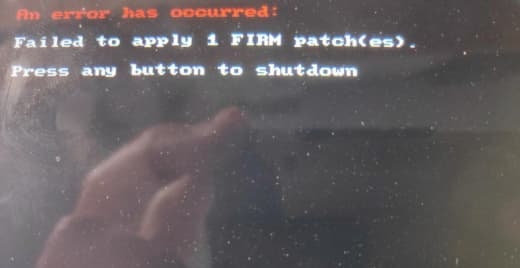 An error has occurred:
Failed to apply 1 FIRM patch(es).
Press any button to shutdown